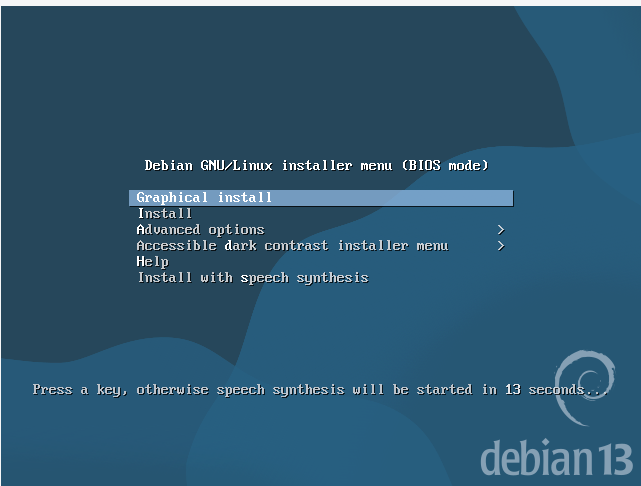 Debian GNU/Linux installer menu (BIOS mode)
Graphical install
Install
Advanced options >
Accessible dark contrast installer menu >
Help
Install with speech synthesis
Press a key, otherwise speech synthesis will be started in 13 seconds...
debian 13